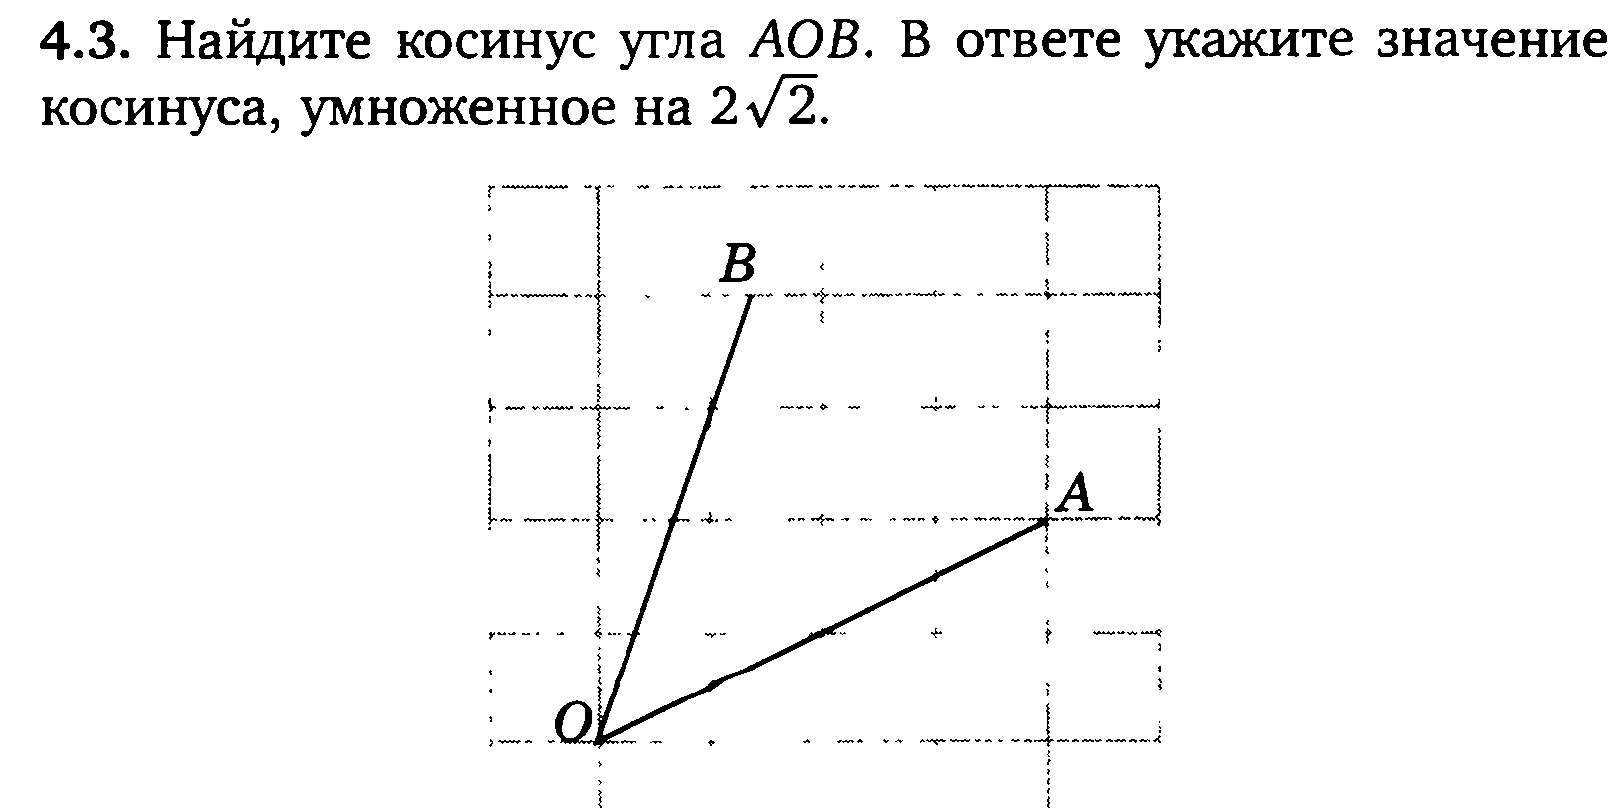 4.3. Найдите косинус угла AOB. В ответе укажите значение
косинуса, умноженное на 2√2.
B
A
O